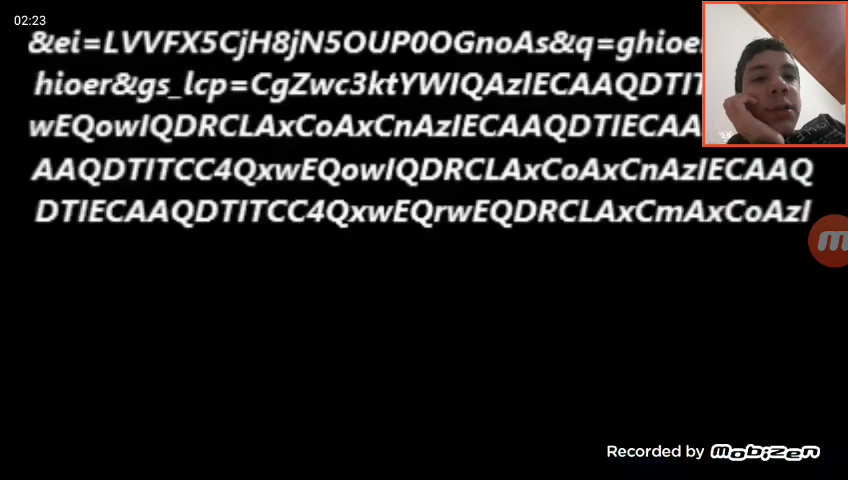 02:23
&ei=LVVFX5CjH8jN5OUP0OGnoAs&q=ghioe
hioer&gs_lcp=CgZwc3ktYWIQAzIECAAQDTIT
wEQowIQDRCLAxCoAxCnAzIECAAQDTIECAA
AAQDTITCC4QxwEQowIQDRCLAxCoAxCnAzIECAAQ
DTIECAAQDTITCC4QxwEQrwEQDRCLAxCmAxCoAzI
Recorded by Mobizen